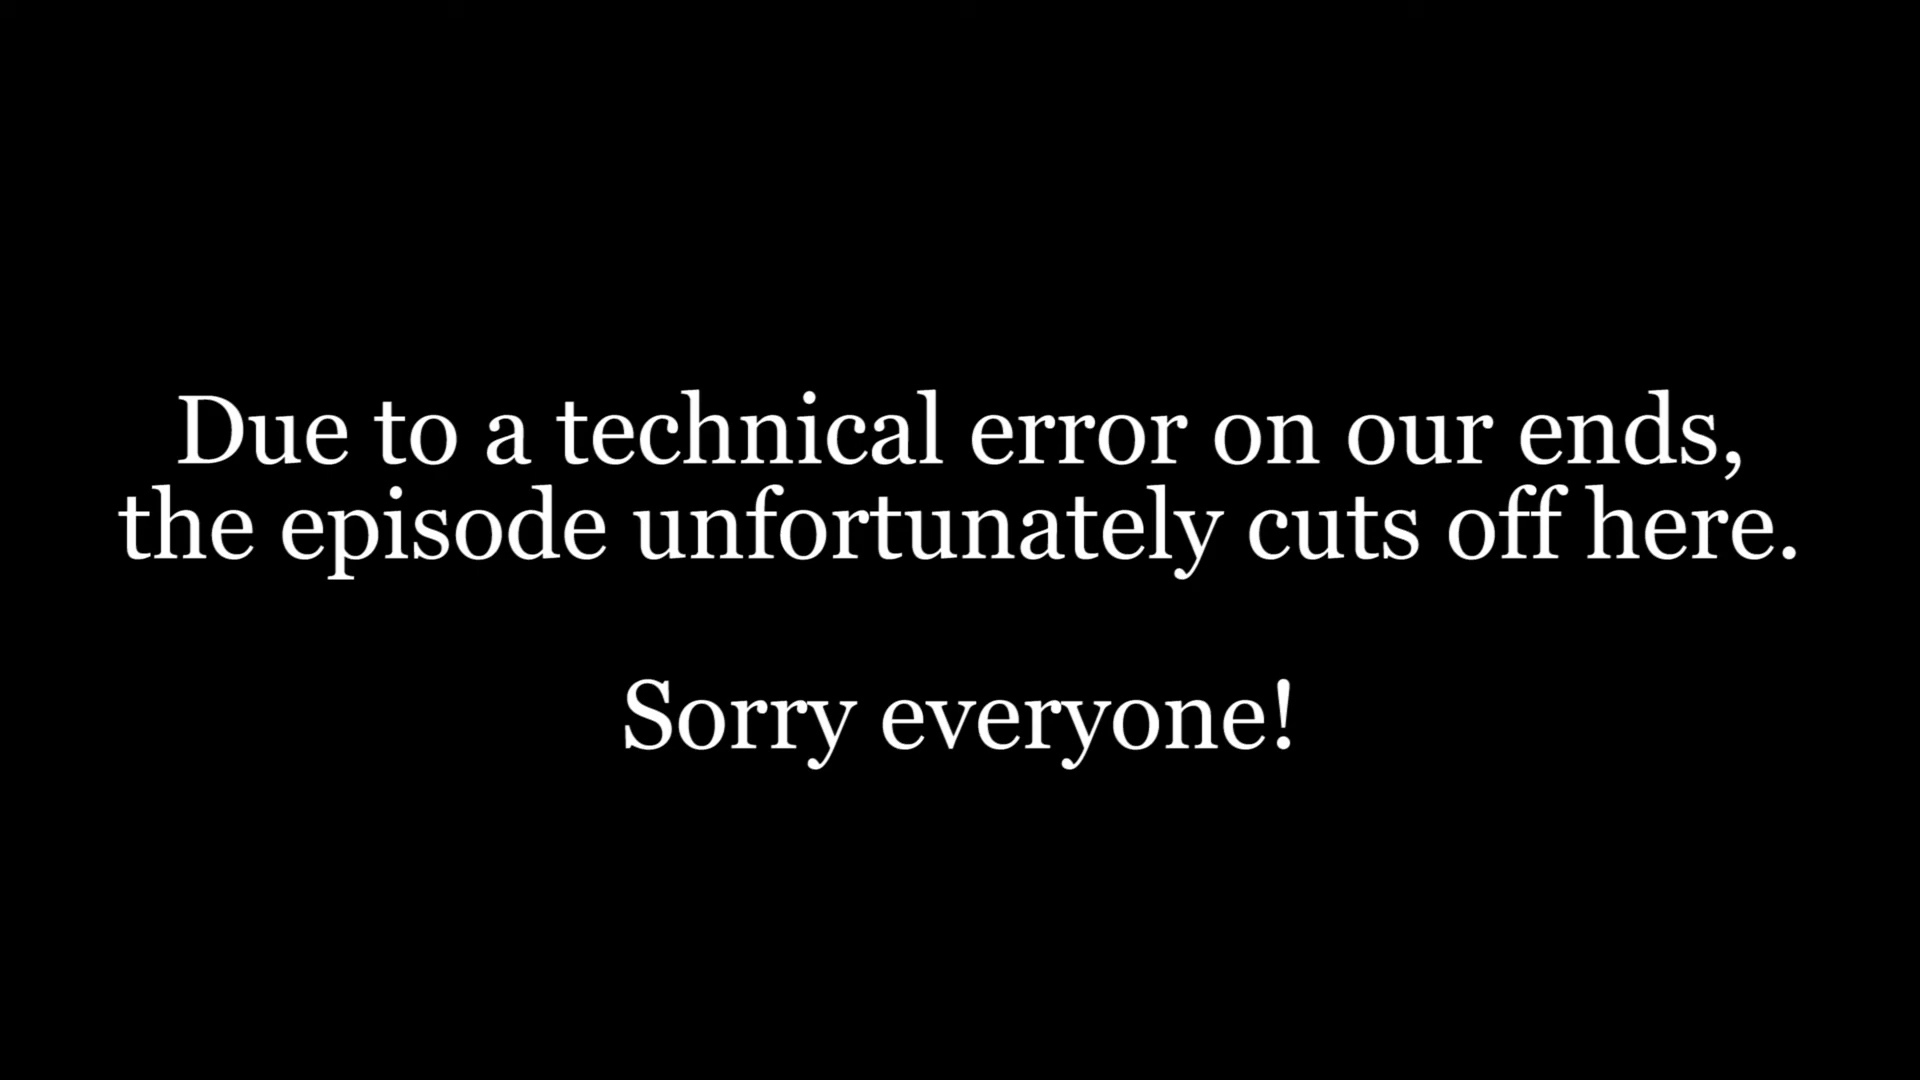 Due to a technical error on our ends,
the episode unfortunately cuts off here.
Sorry everyone!